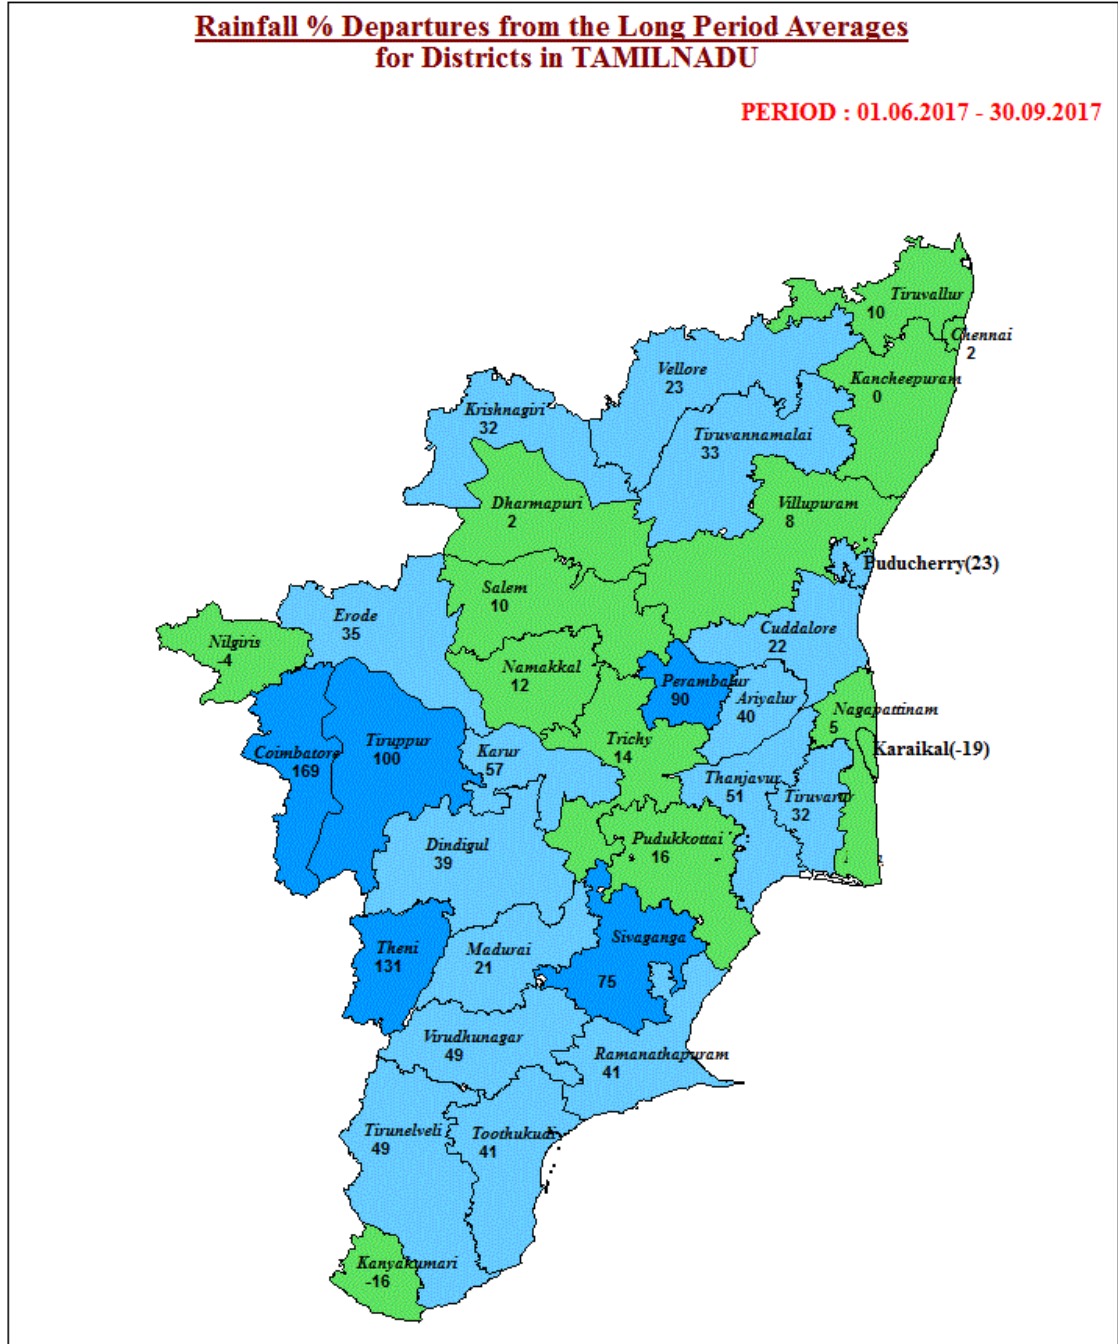 Rainfall % Departures from the Long Period Averages
for Districts in TAMILNADU
PERIOD : 01.06.2017 - 30.09.2017
Tiruvallur
10
Chennai
2
Kancheepuram
0
Vellore
23
Krishnagiri
32
Tiruvannamalai
33
Dharmapuri
2
Villupuram
8
Puducherry(23)
Salem
10
Erode
35
Cuddalore
22
Nilgiris
-4
Namakkal
12
Perambalur
90
Ariyalur
40
Nagapattinam
5
Karaikal(-19)
Coimbatore
169
Tiruppur
100
Karur
57
Trichy
14
Thanjavur
51
Tiruvarur
32
Dindigul
39
Pudukkottai
16
Theni
131
Madurai
21
Sivaganga
75
Virudhunagar
49
Ramanathapuram
41
Tirunelveli
49
Toothukudi
41
Kanyakumari
-16